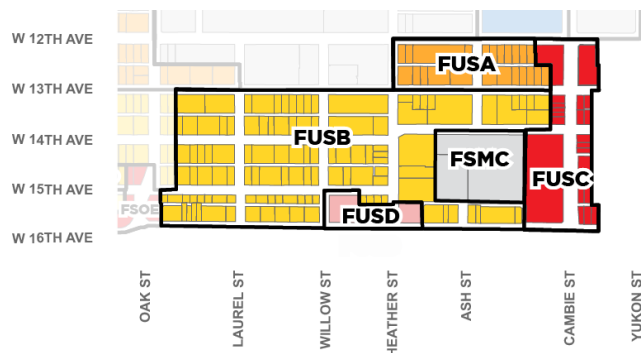 W 12TH AVE
FUSA
W 13TH AVE
FUSB
W 14TH AVE
FSMC
FUSC
W 15TH AVE
FSOB
FUSD
W 16TH AVE
OAK ST
LAUREL ST
WILLOW ST
HEATHER ST
ASH ST
CAMBIE ST
YUKON ST